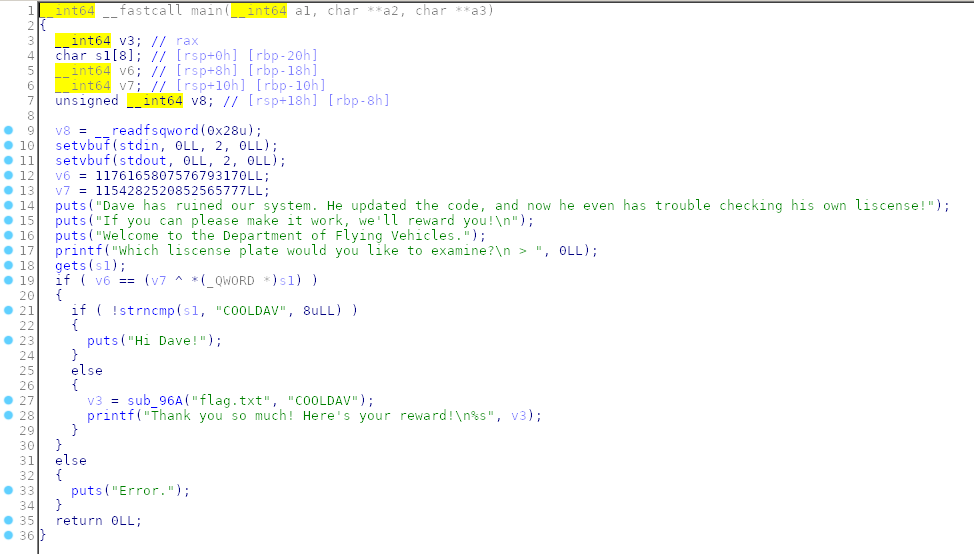 1 __int64 __fastcall main(__int64 a1, char **a2, char **a3)
2 {
3 __int64 v3; // rax
4 char s1[8]; // [rsp+0h] [rbp-20h]
5 __int64 v6; // [rsp+8h] [rbp-18h]
6 __int64 v7; // [rsp+10h] [rbp-10h]
7 unsigned __int64 v8; // [rsp+18h] [rbp-8h]
8
9 v8 = __readfsqword(0x28u);
10 setvbuf(stdin, 0LL, 2, 0LL);
11 setvbuf(stdout, 0LL, 2, 0LL);
12 v6 = 1176165807576793170LL;
13 v7 = 1154282520852565777LL;
14 puts("Dave has ruined our system. He updated the code, and now he even has trouble checking his own liscense!");
15 puts("If you can please make it work, we'll reward you!\n");
16 puts("Welcome to the Department of Flying Vehicles.");
17 printf("Which liscense plate would you like to examine?\n > ", 0LL);
18 gets(s1);
19 if ( v6 == (v7 ^ *(_QWORD *)s1) )
20 {
21 if ( !strncmp(s1, "COOLDAV", 8uLL) )
22 {
23 puts("Hi Dave!");
24 }
25 else
26 {
27 v3 = sub_96A("flag.txt", "COOLDAV");
28 printf("Thank you so much! Here's your reward!\n%s", v3);
29 }
30 }
31 else
32 {
33 puts("Error.");
34 }
35 return 0LL;
36 }